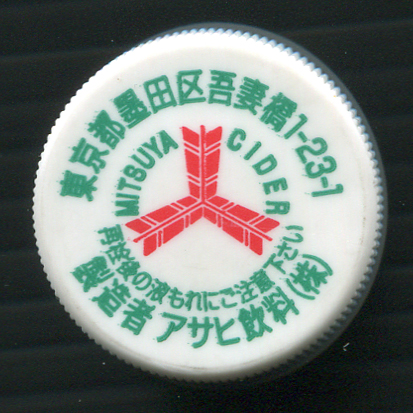 東京都墨田区吾妻橋1-23-1
MITSUYA CIDER
開栓後の液もれにご注意下さい
製造者 アサヒ飲料(株)